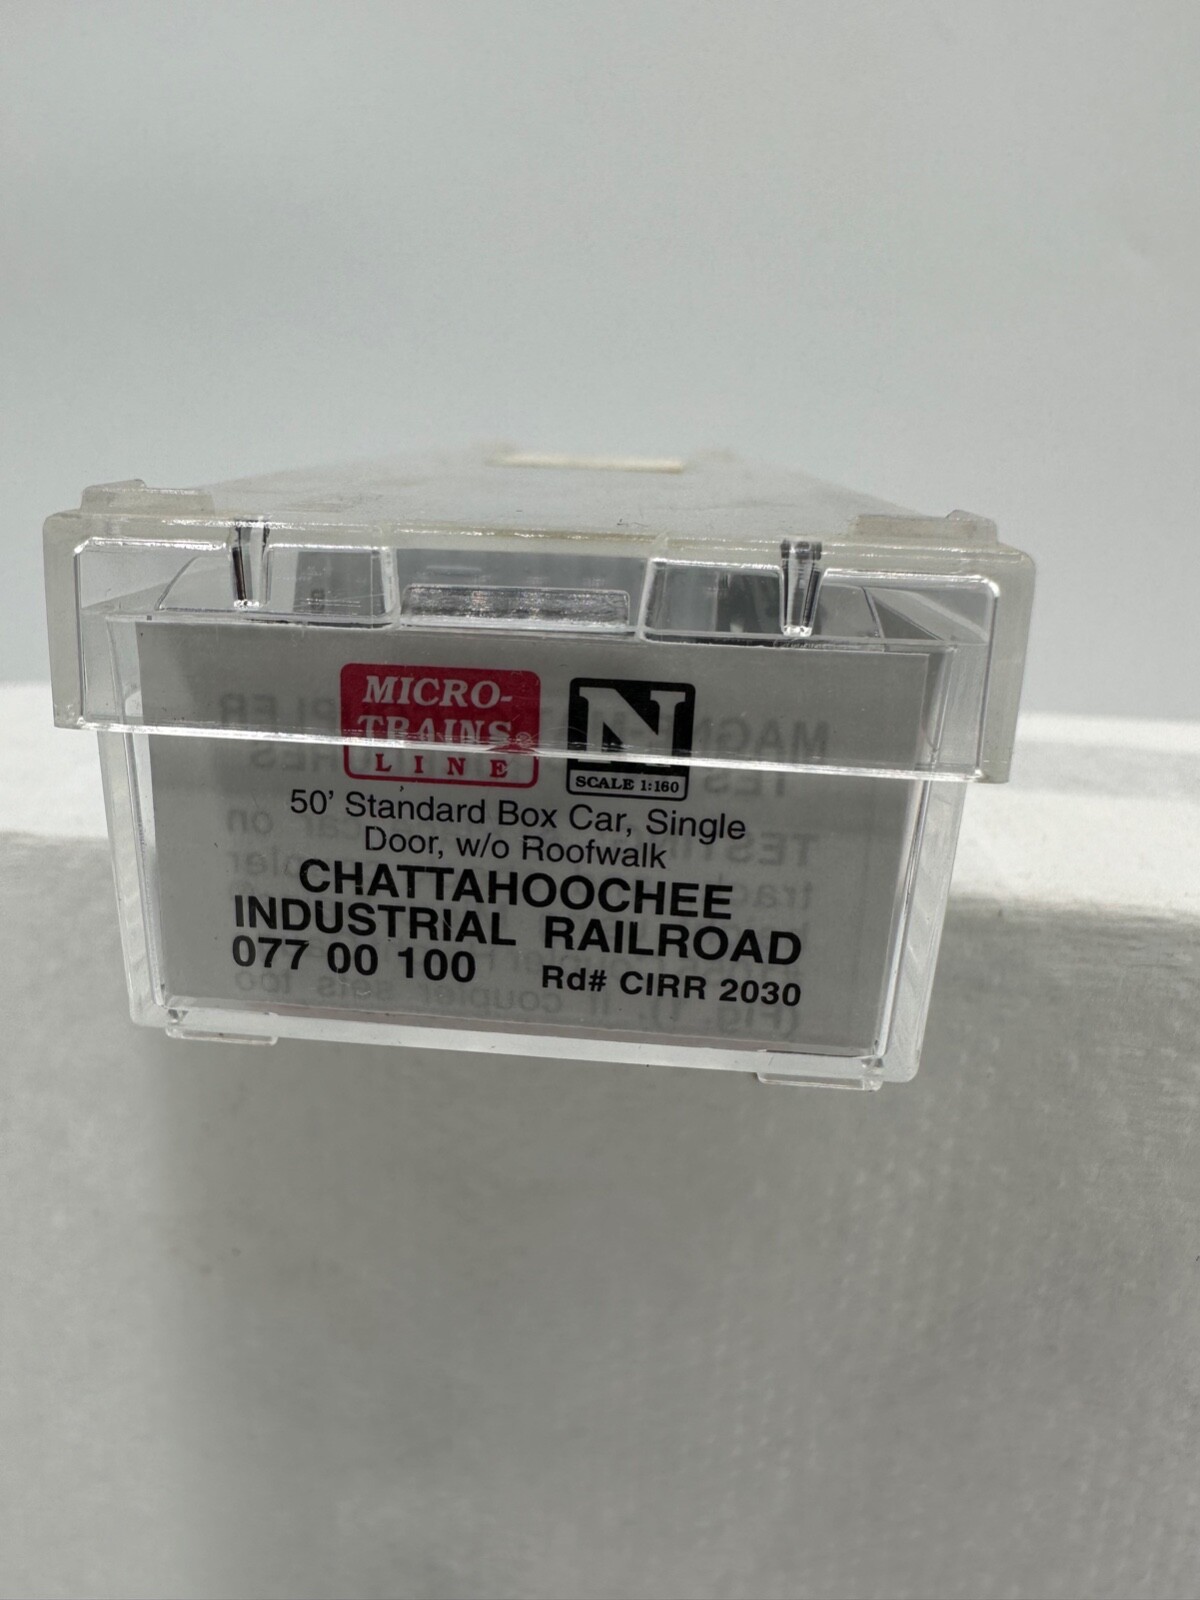 MICRO-
TRAINS®
LINE
N
SCALE 1:160
50' Standard Box Car, Single
Door, w/o Roofwalk
CHATTAHOOCHEE
INDUSTRIAL RAILROAD
077 00 100 Rd# CIRR 2030